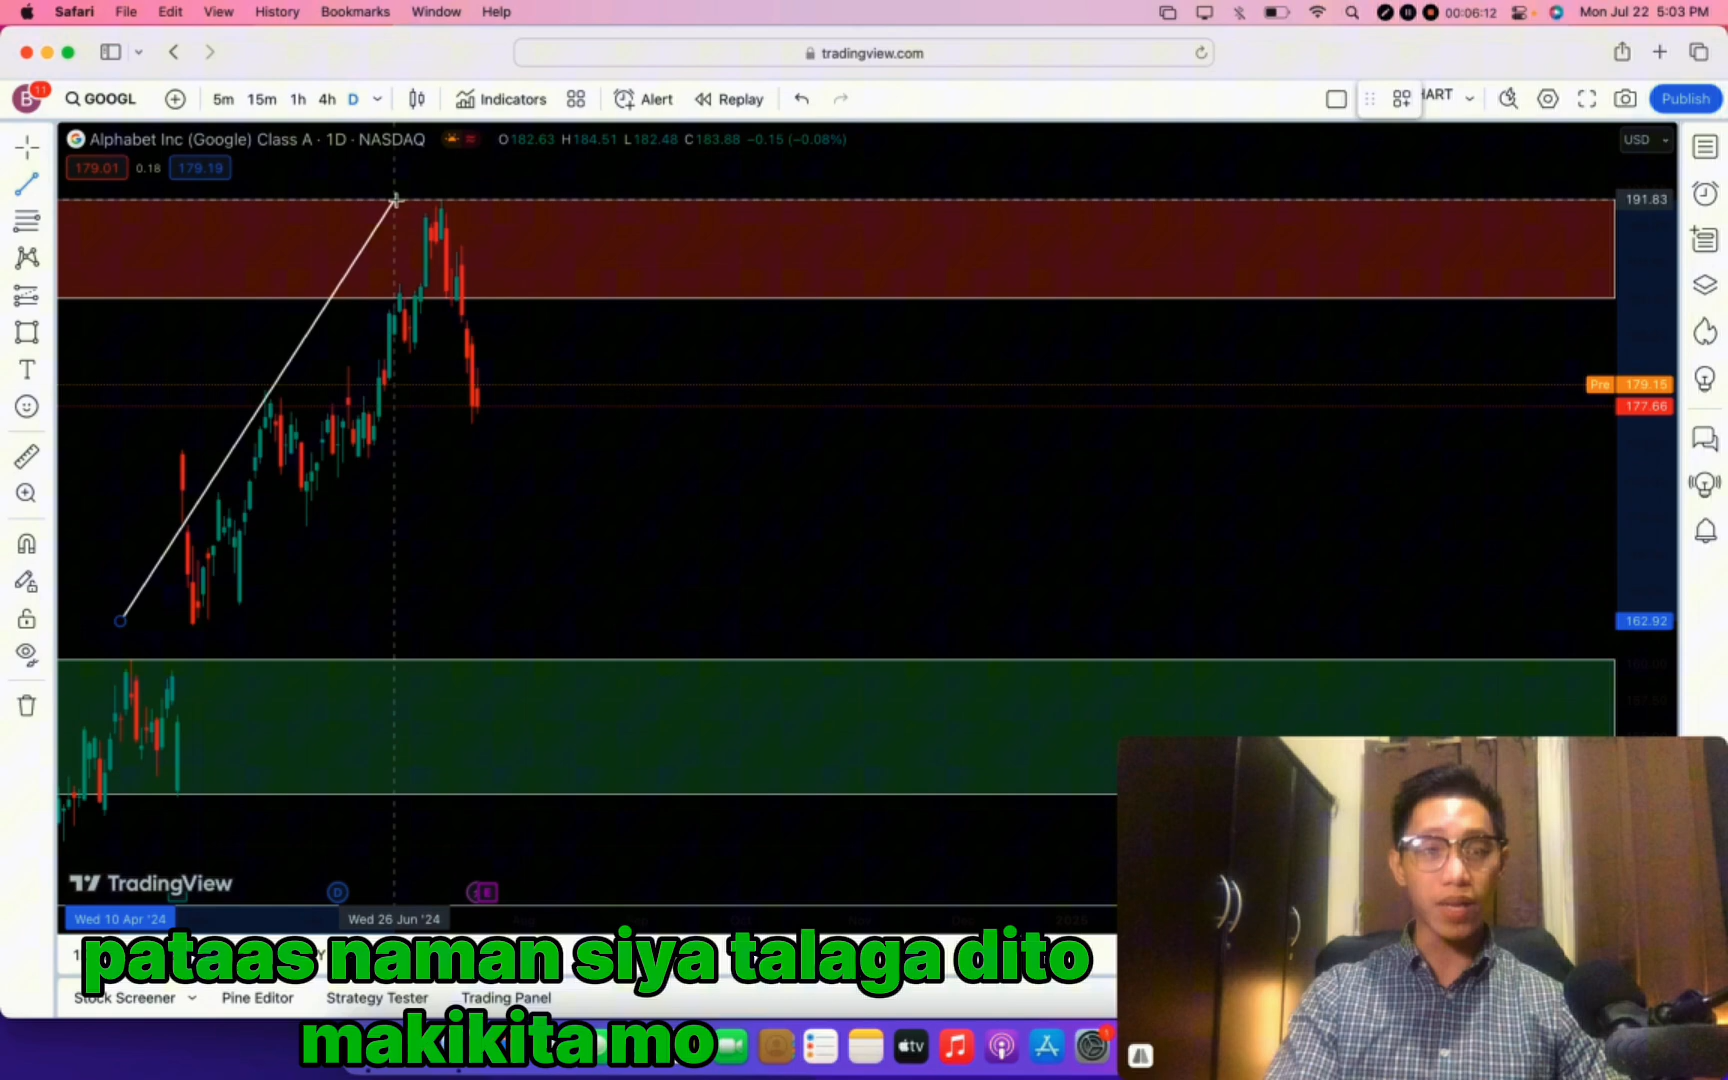 Safari File Edit View History Bookmarks Window Help 00:06:12 Mon Jul 22 5:03 PM
tradingview.com
B 11 GOOGL 5m 15m 1h 4h D Indicators Alert Replay HART Publish
Alphabet Inc (Google) Class A · 1D · NASDAQ O182.63 H184.51 L182.48 C183.88 −0.15 (−0.08%) USD
179.01 0.18 179.19
191.83
Pre 179.15
177.66
162.92
TradingView
D E
Wed 10 Apr '24 Wed 26 Jun '24 2025
pataas naman siya talaga dito
Stock Screener Pine Editor Strategy Tester Trading Panel
makikita mo
tv